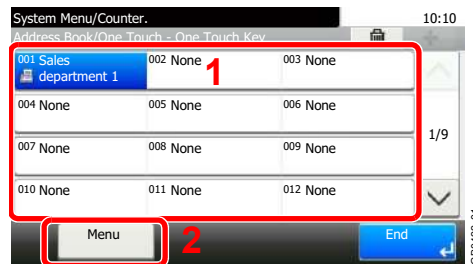 System Menu/Counter. 10:10
Address Book/One Touch - One Touch Key
001 Sales department 1
002 None
003 None
1
004 None
005 None
006 None
1/9
007 None
008 None
009 None
010 None
011 None
012 None
Menu
2
End